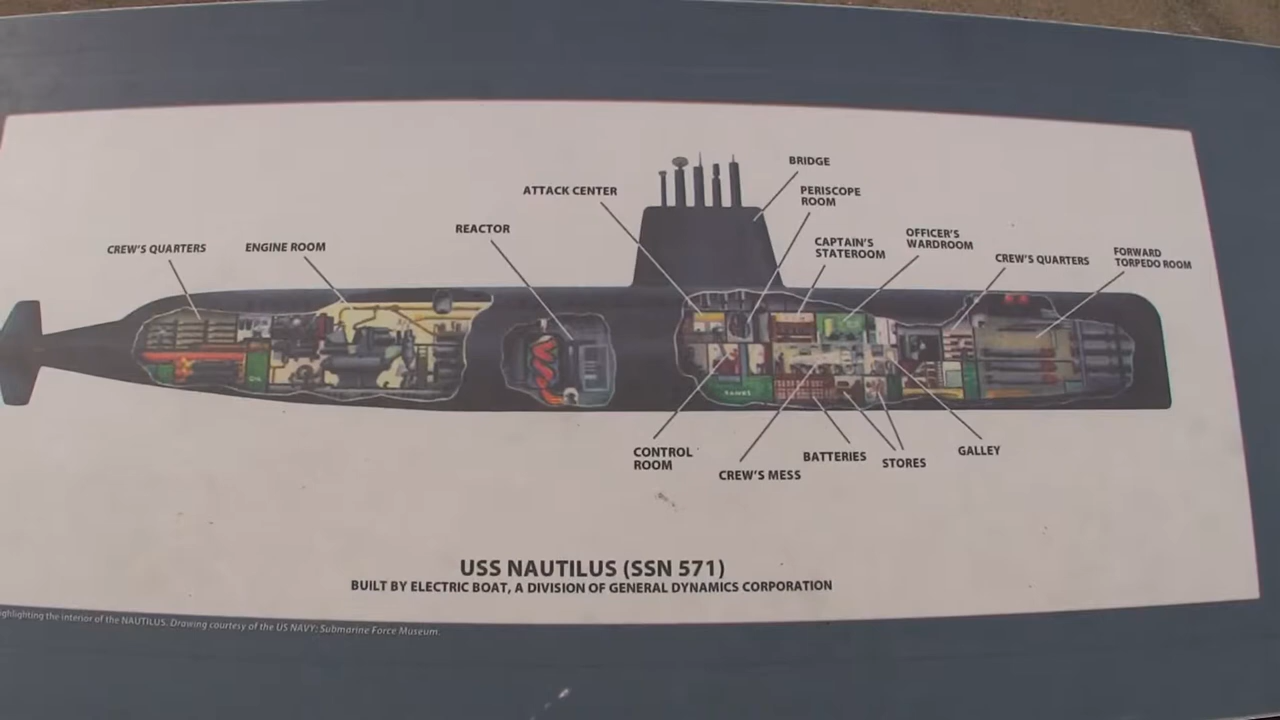 BRIDGE
ATTACK CENTER
PERISCOPE
ROOM
REACTOR
CAPTAIN'S
STATEROOM
OFFICER'S
WARDROOM
CREW'S QUARTERS
ENGINE ROOM
CREW'S QUARTERS
FORWARD
TORPEDO ROOM
CONTROL
ROOM
CREW'S MESS
BATTERIES
STORES
GALLEY
USS NAUTILUS (SSN 571)
BUILT BY ELECTRIC BOAT, A DIVISION OF GENERAL DYNAMICS CORPORATION
the interior of the NAUTILUS. Drawing courtesy of the US NAVY; Submarine Force Museum.